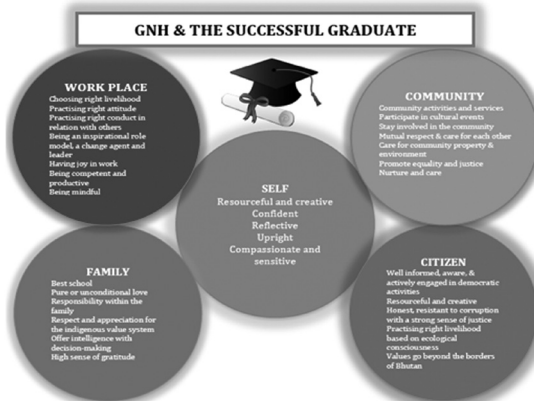 GNH & THE SUCCESSFUL GRADUATE
WORK PLACE
Choosing right livelihood
Practising right attitude
Practising right conduct in
relation with others
Being an inspirational role
model, a change agent and
leader
Having joy in work
Being competent and
productive
Being mindful
COMMUNITY
Community activities and services
Participate in cultural events
Stay involved in the community
Mutual respect & care for each other
Care for community property &
environment
Promote equality and justice
Nurture and care
SELF
Resourceful and creative
Confident
Reflective
Upright
Compassionate and
sensitive
FAMILY
Best school
Pure or unconditional love
Responsibility within the
family
Respect and appreciation for
the indigenous value system
Offer intelligence with
decision-making
High sense of gratitude
CITIZEN
Well informed, aware, &
actively engaged in democratic
activities
Resourceful and creative
Honest, resistant to corruption
with a strong sense of justice
Practising right livelihood
based on ecological
consciousness
Values go beyond the borders
of Bhutan